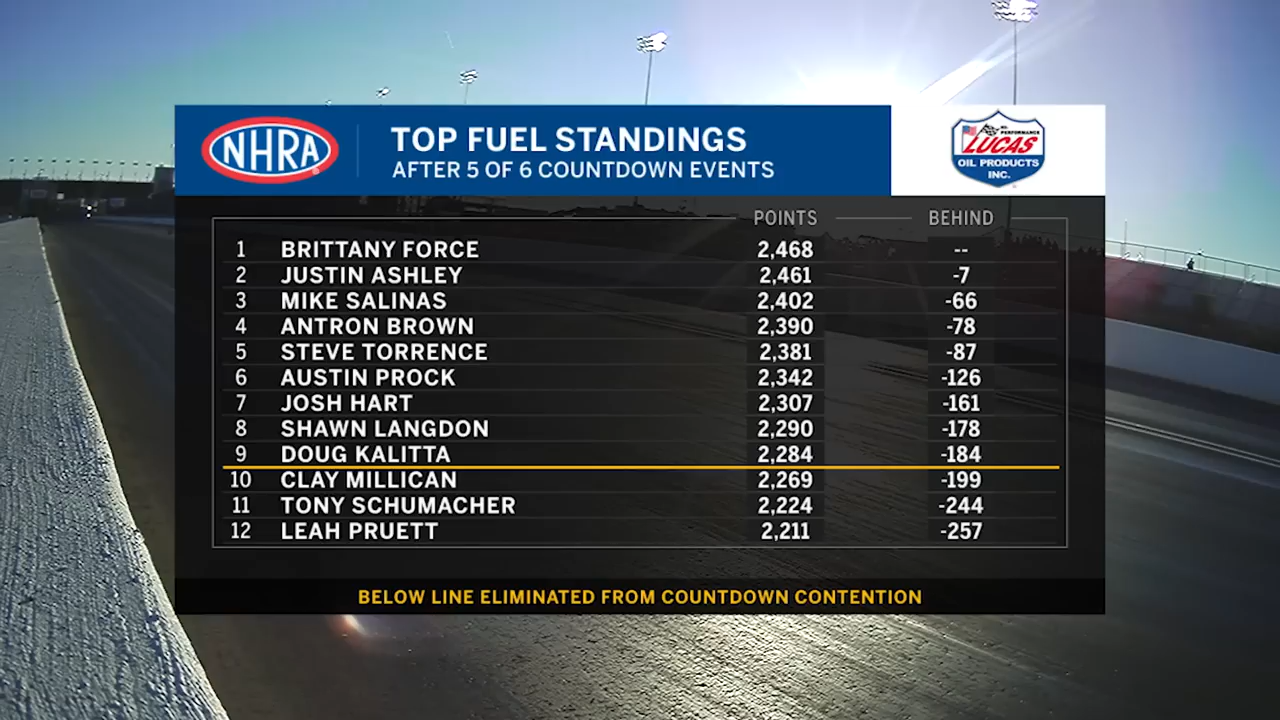 NHRA
TOP FUEL STANDINGS
AFTER 5 OF 6 COUNTDOWN EVENTS
PERFORMANCE
LUCAS
OIL PRODUCTS
INC.
POINTS BEHIND
1 BRITTANY FORCE 2,468 --
2 JUSTIN ASHLEY 2,461 -7
3 MIKE SALINAS 2,402 -66
4 ANTRON BROWN 2,390 -78
5 STEVE TORRENCE 2,381 -87
6 AUSTIN PROCK 2,342 -126
7 JOSH HART 2,307 -161
8 SHAWN LANGDON 2,290 -178
9 DOUG KALITTA 2,284 -184
10 CLAY MILLICAN 2,269 -199
11 TONY SCHUMACHER 2,224 -244
12 LEAH PRUETT 2,211 -257
BELOW LINE ELIMINATED FROM COUNTDOWN CONTENTION